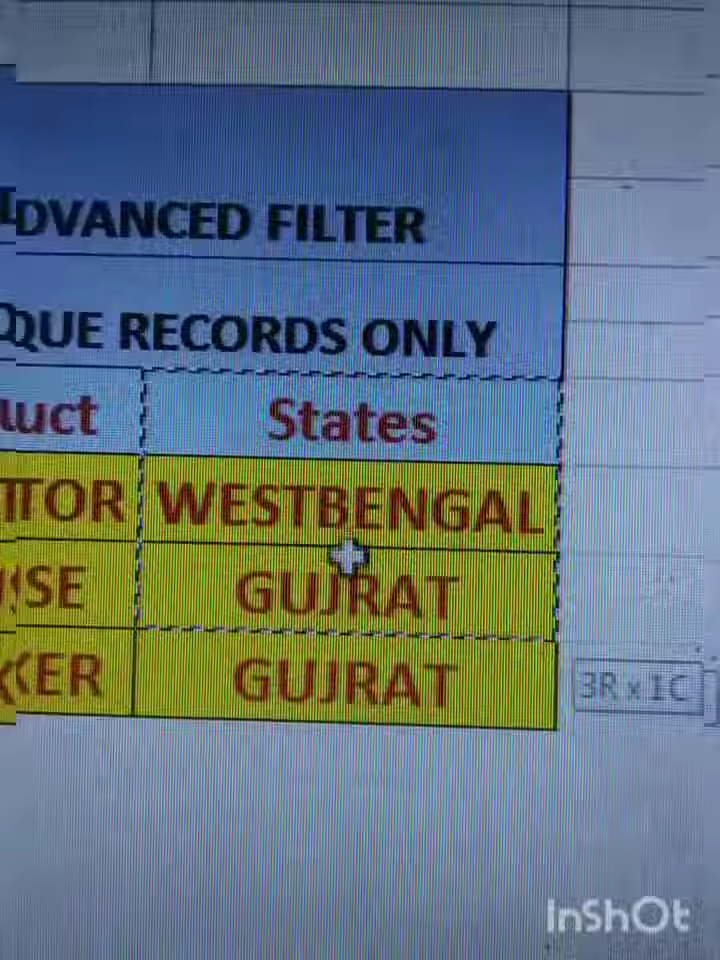 DVANCED FILTER
QUE RECORDS ONLY
uct States
TOR WESTBENGAL
SE GUJRAT
KER GUJRAT
3R x 1C
InShOt